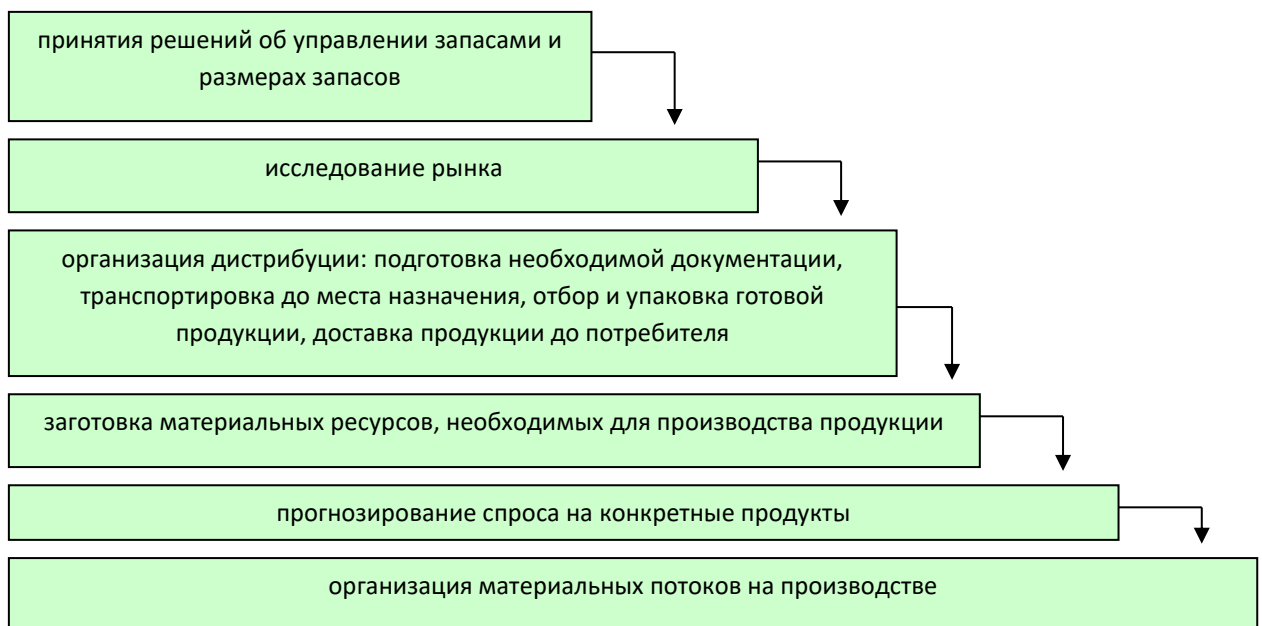 принятия решений об управлении запасами и
размерах запасов
исследование рынка
организация дистрибуции: подготовка необходимой документации,
транспортировка до места назначения, отбор и упаковка готовой
продукции, доставка продукции до потребителя
заготовка материальных ресурсов, необходимых для производства продукции
прогнозирование спроса на конкретные продукты
организация материальных потоков на производстве